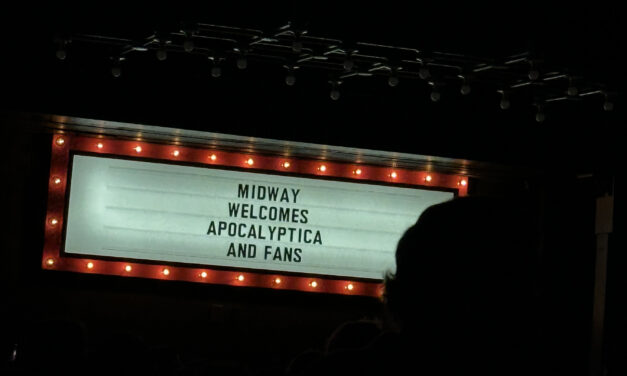 MIDWAY
WELCOMES
APOCALYPTICA
AND FANS